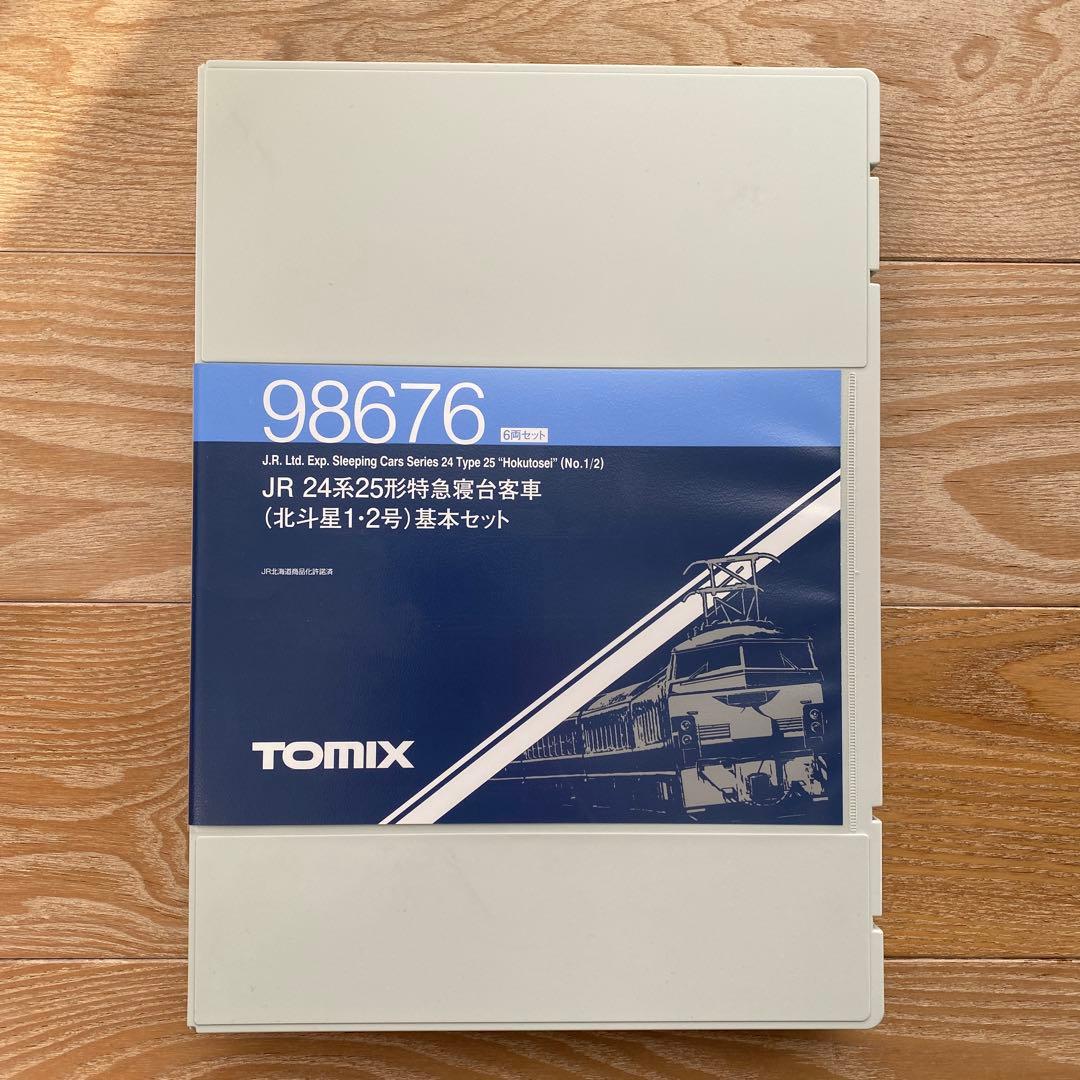 98676 6両セット
J.R. Ltd. Exp. Sleeping Cars Series 24 Type 25 “Hokutosei” (No.1/2)
JR 24系25形特急寝台客車
(北斗星1・2号)基本セット
JR北海道商品化許諾済
TOMIX